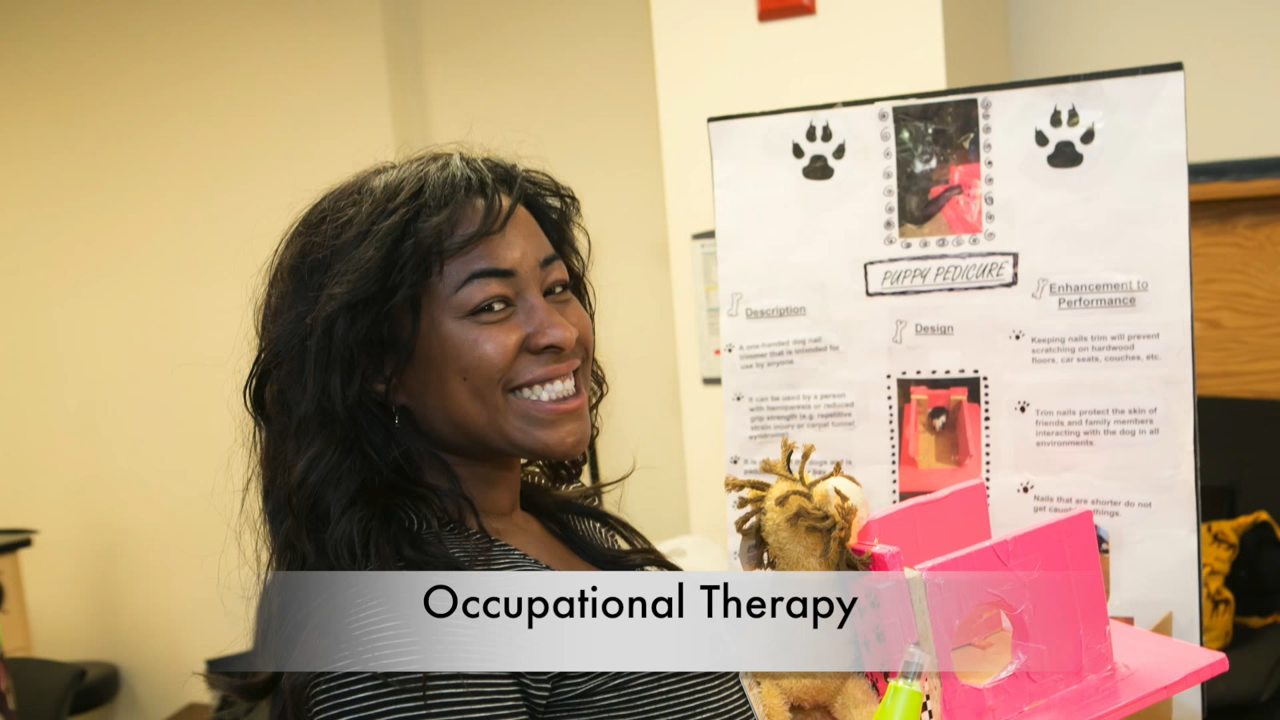 PUPPY PEDICURE
Description
A one-handed dog nail
trimmer that is intended for
use by anyone.
It can be used by a person
with hemiparesis or reduced
grip strength (e.g. repetitive
strain injury or carpal tunnel
syndrome)
It is
Design
Enhancement to
Performance
Keeping nails trim will prevent
scratching on hardwood
floors, car seats, couches, etc.
Trim nails protect the skin of
friends and family members
interacting with the dog in all
environments.
Nails that are shorter do not
get things.
Occupational Therapy